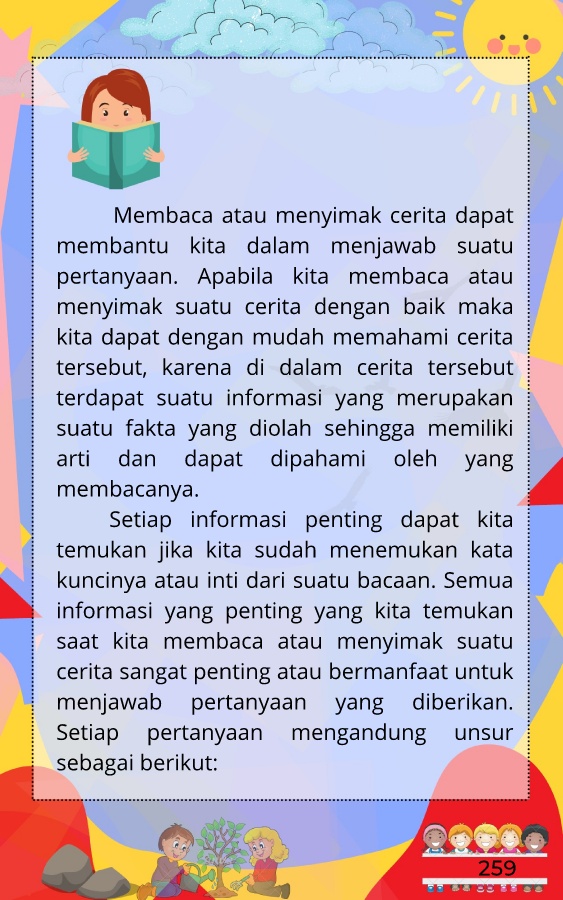 Membaca atau menyimak cerita dapat
membantu kita dalam menjawab suatu
pertanyaan. Apabila kita membaca atau
menyimak suatu cerita dengan baik maka
kita dapat dengan mudah memahami cerita
tersebut, karena di dalam cerita tersebut
terdapat suatu informasi yang merupakan
suatu fakta yang diolah sehingga memiliki
arti dan dapat dipahami oleh yang
membacanya.
Setiap informasi penting dapat kita
temukan jika kita sudah menemukan kata
kuncinya atau inti dari suatu bacaan. Semua
informasi yang penting yang kita temukan
saat kita membaca atau menyimak suatu
cerita sangat penting atau bermanfaat untuk
menjawab pertanyaan yang diberikan.
Setiap pertanyaan mengandung unsur
sebagai berikut:
259